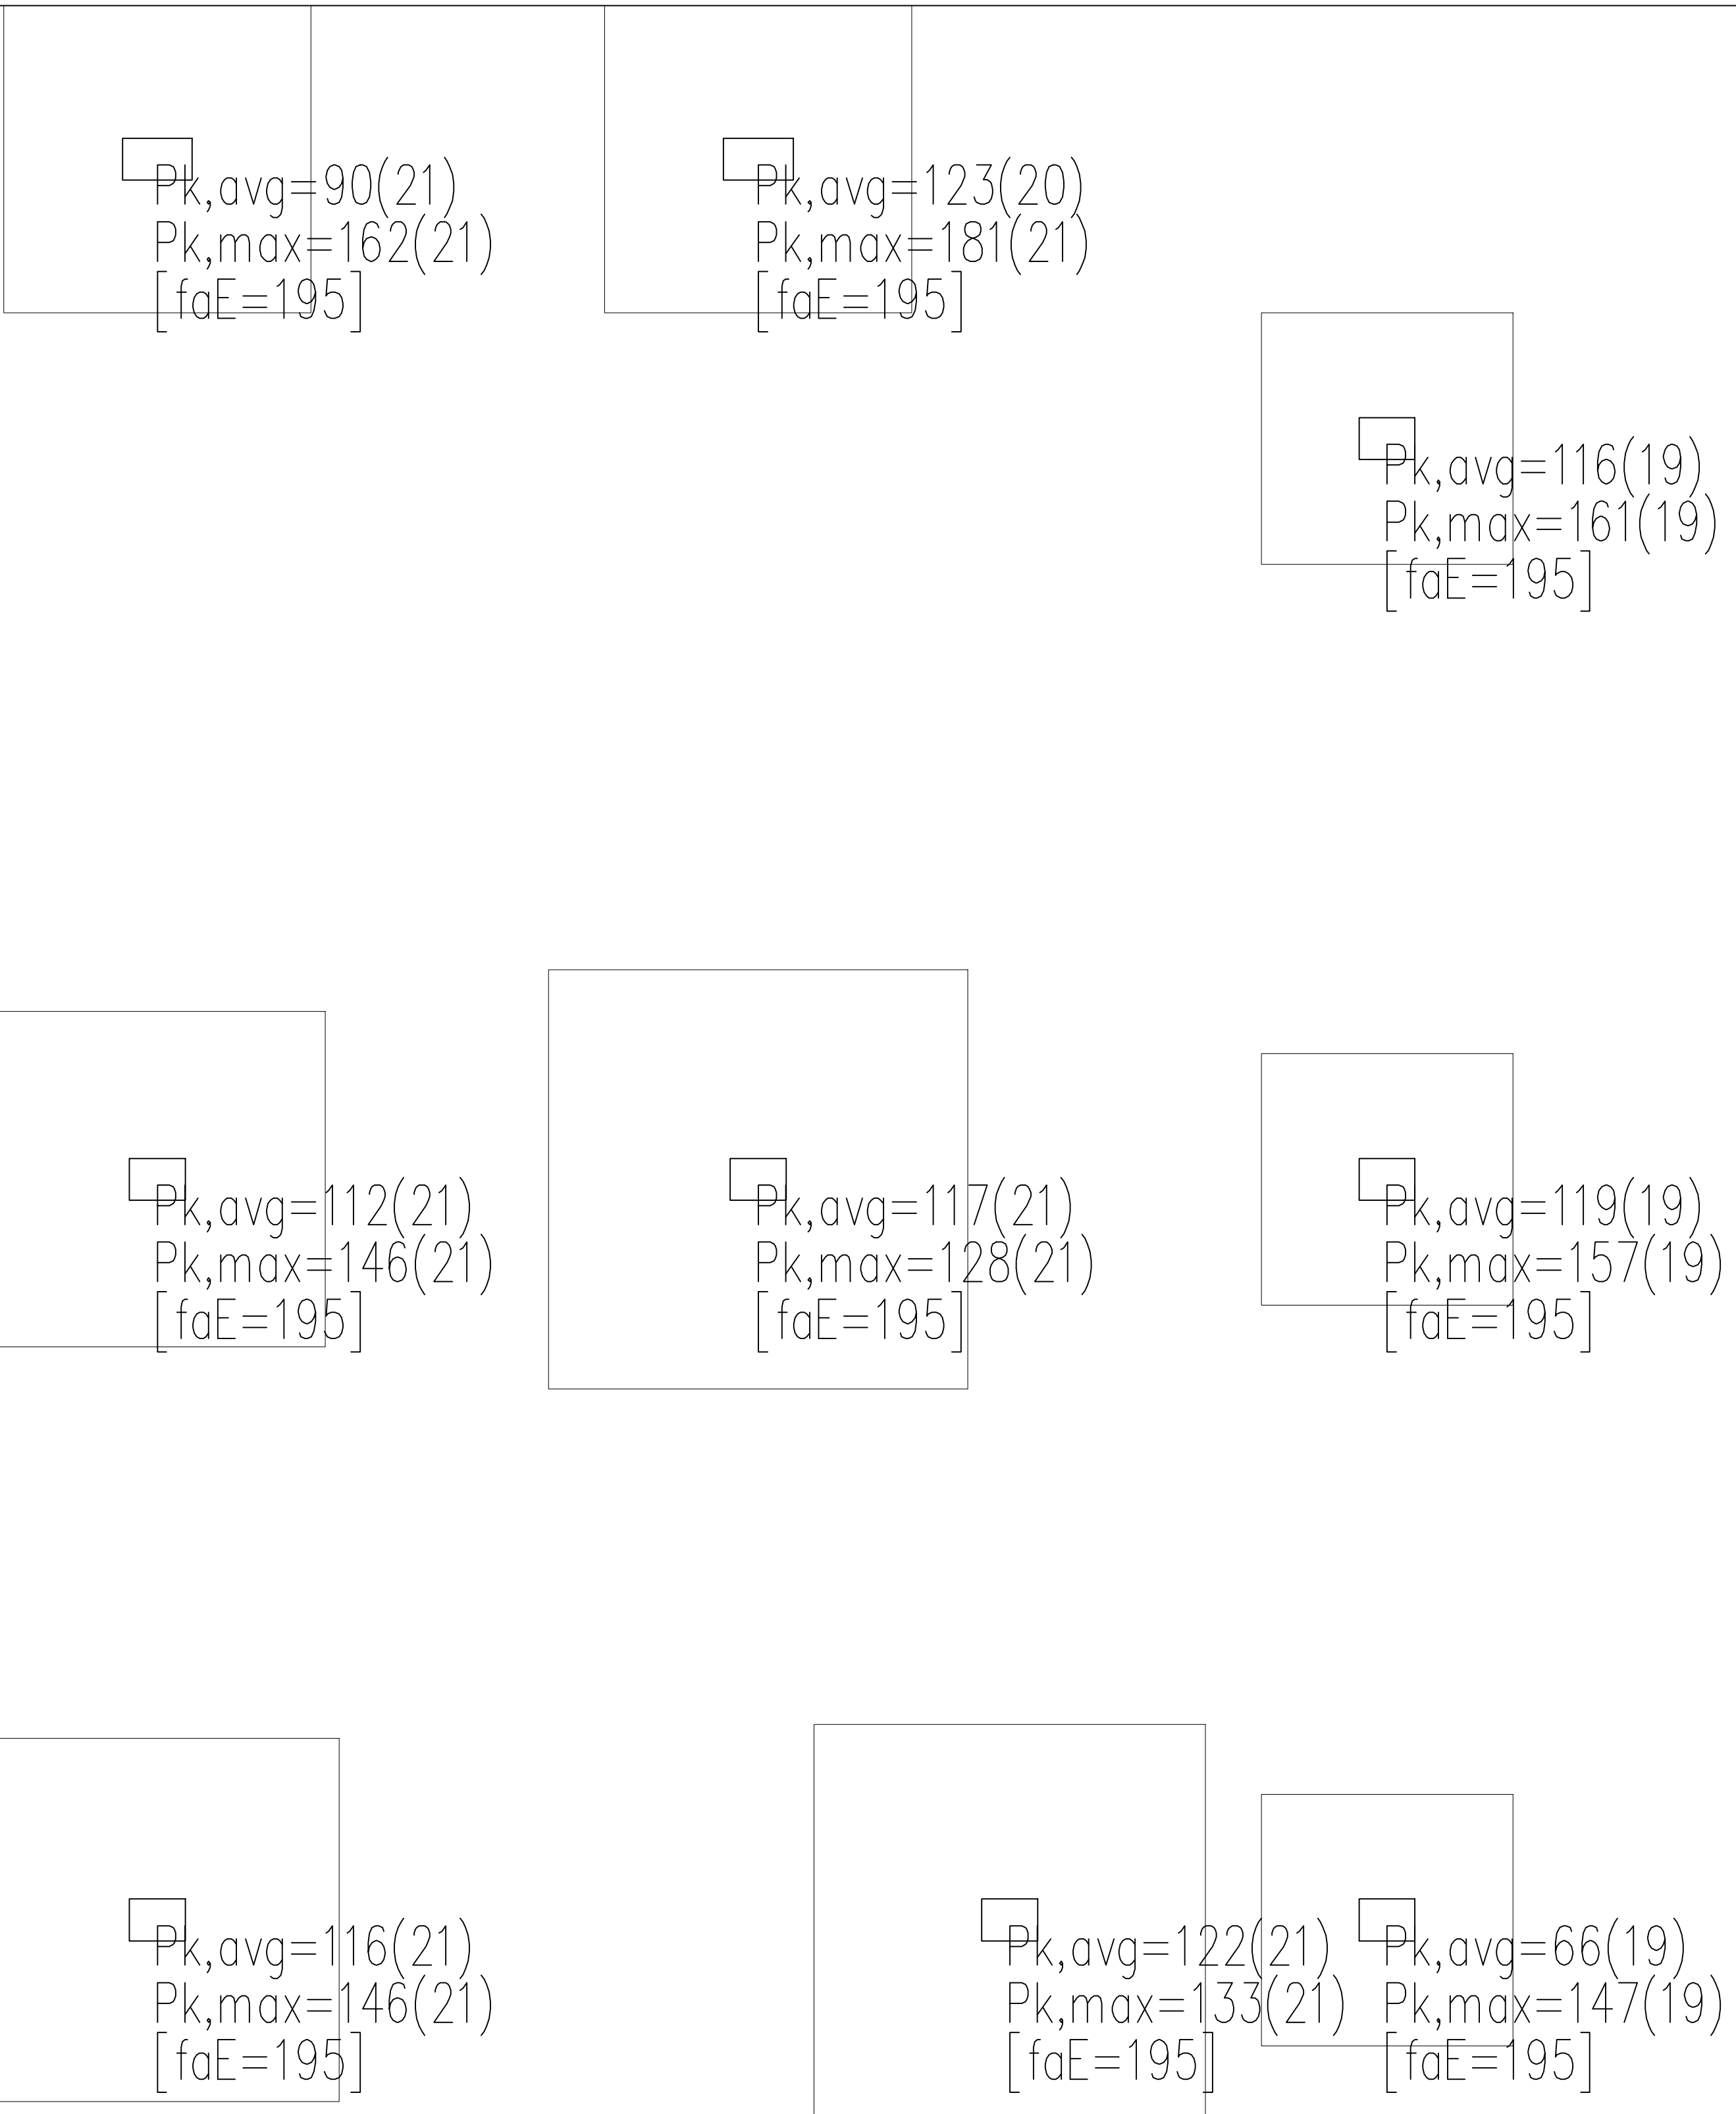 Pk,avg=90(21)
Pk,max=162(21)
[faE=195]
Pk,avg=123(20)
Pk,max=181(21)
[faE=195]
Pk,avg=116(19)
Pk,max=161(19)
[faE=195]
Pk,avg=112(21)
Pk,max=146(21)
[faE=195]
Pk,avg=117(21)
Pk,max=128(21)
[faE=195]
Pk,avg=119(19)
Pk,max=157(19)
[faE=195]
Pk,avg=116(21)
Pk,max=146(21)
[faE=195]
Pk,avg=122(21)
Pk,max=133(21)
[faE=195]
Pk,avg=66(19)
Pk,max=147(19)
[faE=195]